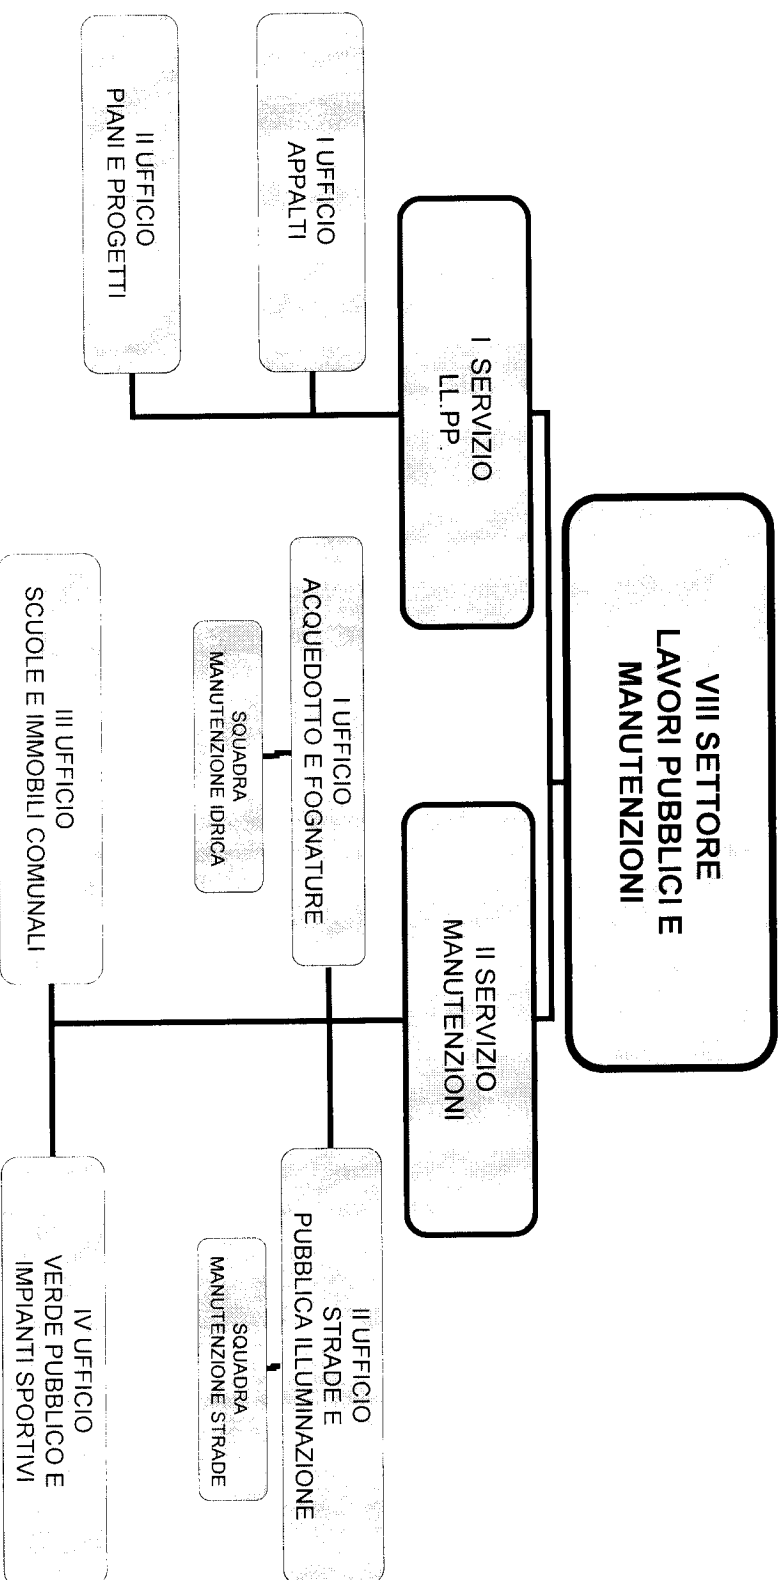 VIII SETTORE
LAVORI PUBBLICI E
MANUTENZIONI
I SERVIZIO
LL.PP.
II SERVIZIO
MANUTENZIONI
I UFFICIO
APPALTI
II UFFICIO
PIANI E PROGETTI
I UFFICIO
ACQUEDOTTO E FOGNATURE
SQUADRA
MANUTENZIONE IDRICA
II UFFICIO
STRADE E
PUBBLICA ILLUMINAZIONE
SQUADRA
MANUTENZIONE STRADE
III UFFICIO
SCUOLE E IMMOBILI COMUNALI
IV UFFICIO
VERDE PUBBLICO E
IMPIANTI SPORTIVI